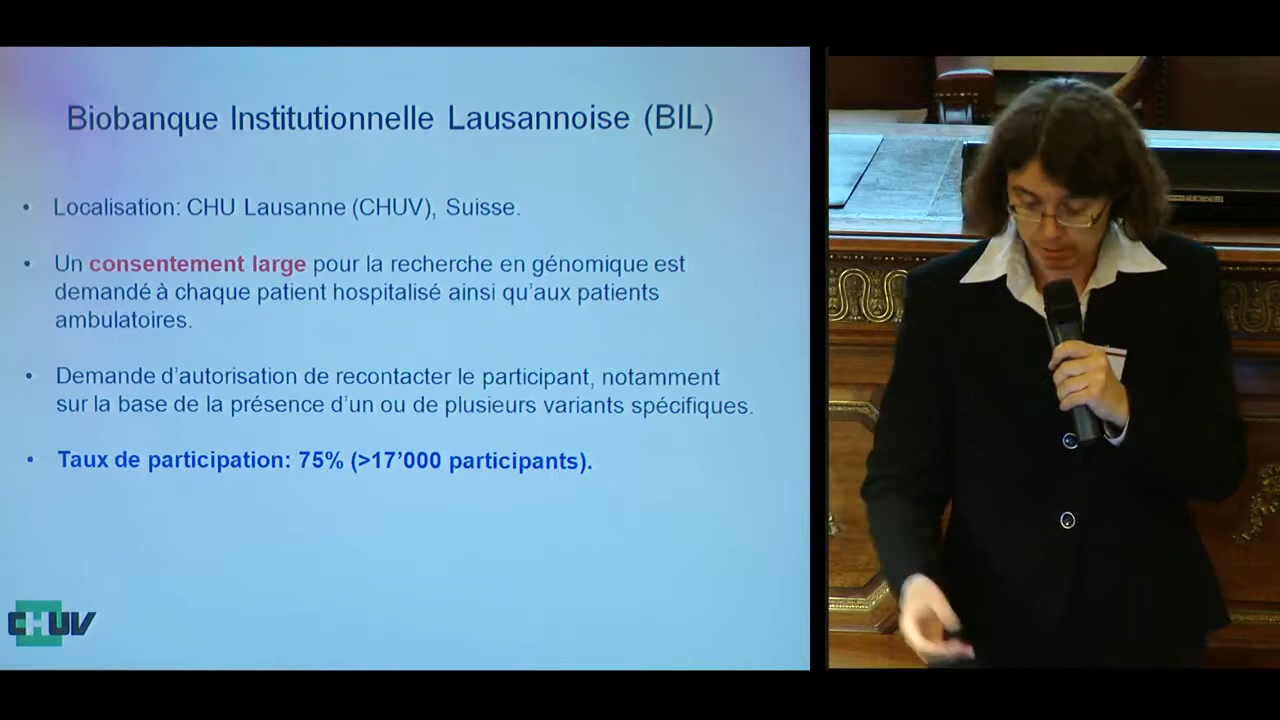 Biobanque Institutionnelle Lausannoise (BIL)
• Localisation: CHU Lausanne (CHUV), Suisse.
• Un consentement large pour la recherche en génomique est
demandé à chaque patient hospitalisé ainsi qu'aux patients
ambulatoires.
• Demande d'autorisation de recontacter le participant, notamment
sur la base de la présence d'un ou de plusieurs variants spécifiques.
• Taux de participation: 75% (>17'000 participants).
CHUV